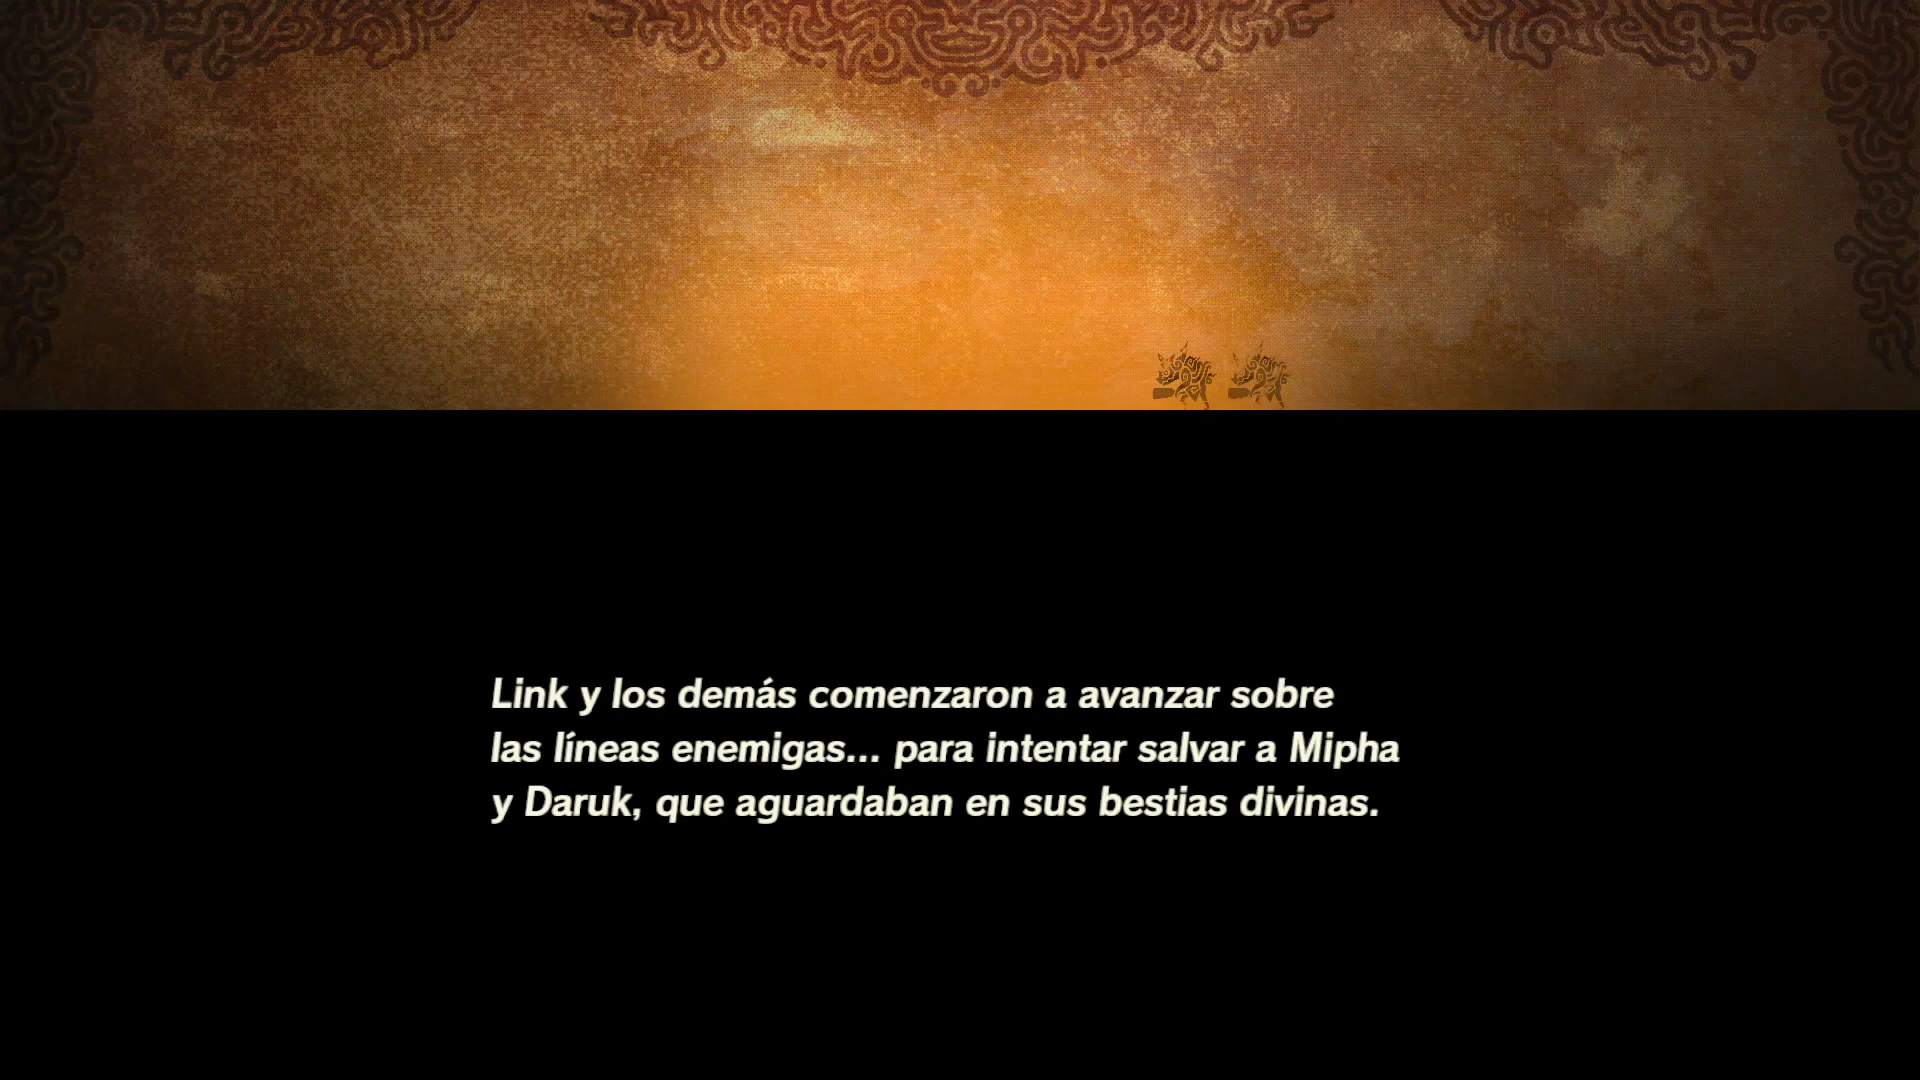 Link y los demás comenzaron a avanzar sobre
las líneas enemigas... para intentar salvar a Mipha
y Daruk, que aguardaban en sus bestias divinas.